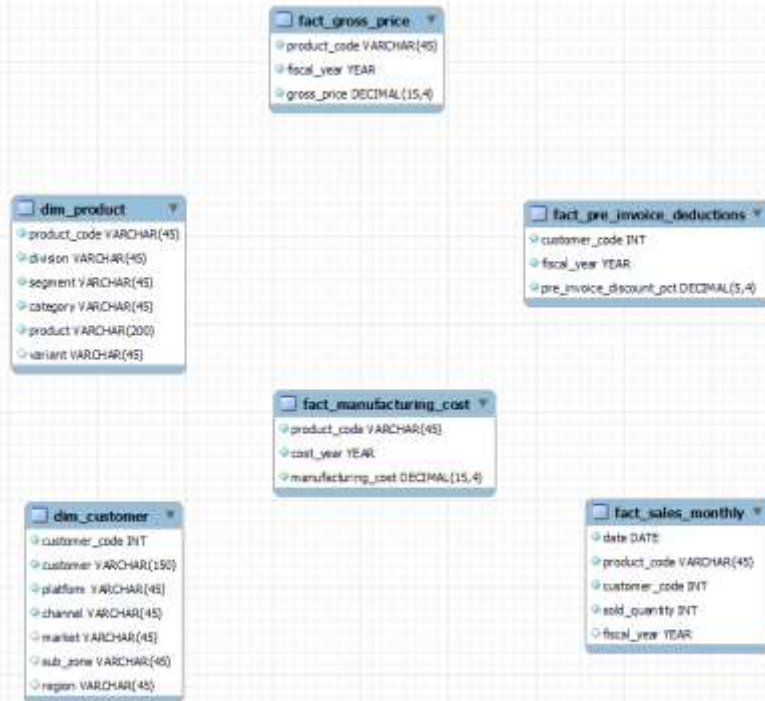 fact_gross_price
product_code VARCHAR(45)
fiscal_year YEAR
gross_price DECIMAL(15,4)
dim_product
product_code VARCHAR(45)
division VARCHAR(45)
segment VARCHAR(45)
category VARCHAR(45)
product VARCHAR(200)
variant VARCHAR(45)
fact_pre_invoice_deductions
customer_code INT
fiscal_year YEAR
pre_invoice_discount_pct DECIMAL(5,4)
fact_manufacturing_cost
product_code VARCHAR(45)
cost_year YEAR
manufacturing_cost DECIMAL(15,4)
dim_customer
customer_code INT
customer VARCHAR(150)
platform VARCHAR(45)
channel VARCHAR(45)
market VARCHAR(45)
sub_zone VARCHAR(45)
region VARCHAR(45)
fact_sales_monthly
date DATE
product_code VARCHAR(45)
customer_code INT
sold_quantity INT
fiscal_year YEAR